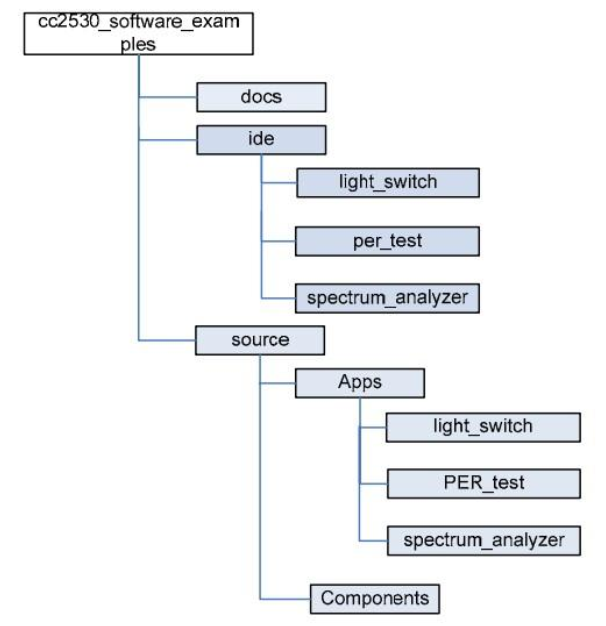 cc2530_software_exam
ples
docs
ide
light_switch
per_test
spectrum_analyzer
source
Apps
light_switch
PER_test
spectrum_analyzer
Components